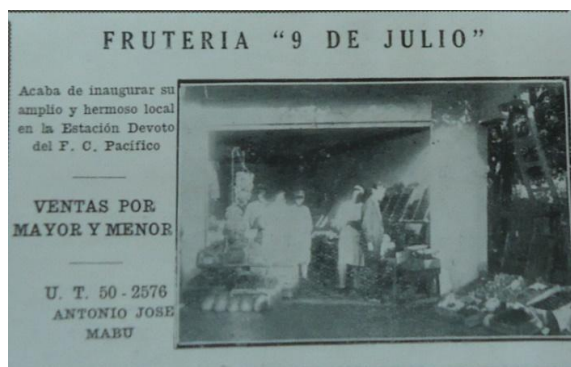 FRUTERIA "9 DE JULIO"
Acaba de inaugurar su
amplio y hermoso local
en la Estación Devoto
del F. C. Pacífico
VENTAS POR
MAYOR Y MENOR
U. T. 50 - 2576
ANTONIO JOSE
MABU